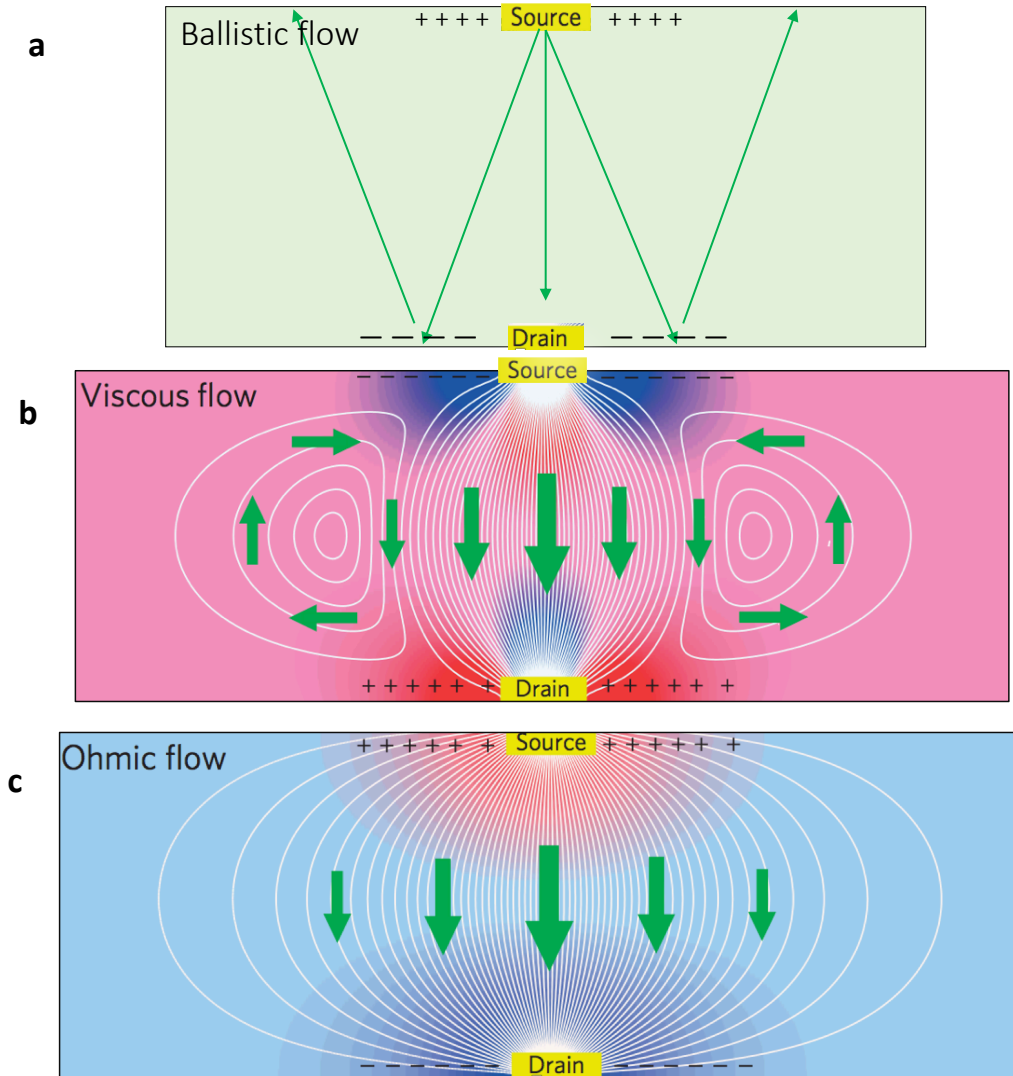 a
Ballistic flow
+ + + + Source + + + +
− − − − − Drain − − − − −
b
Viscous flow
− − − − − − − − − − Source − − − − − − − − − −
+ + + + + + Drain + + + + + + +
c
Ohmic flow
+ + + + + + Source + + + + + + +
− − − − − − − − − Drain − − − − − − − − − −